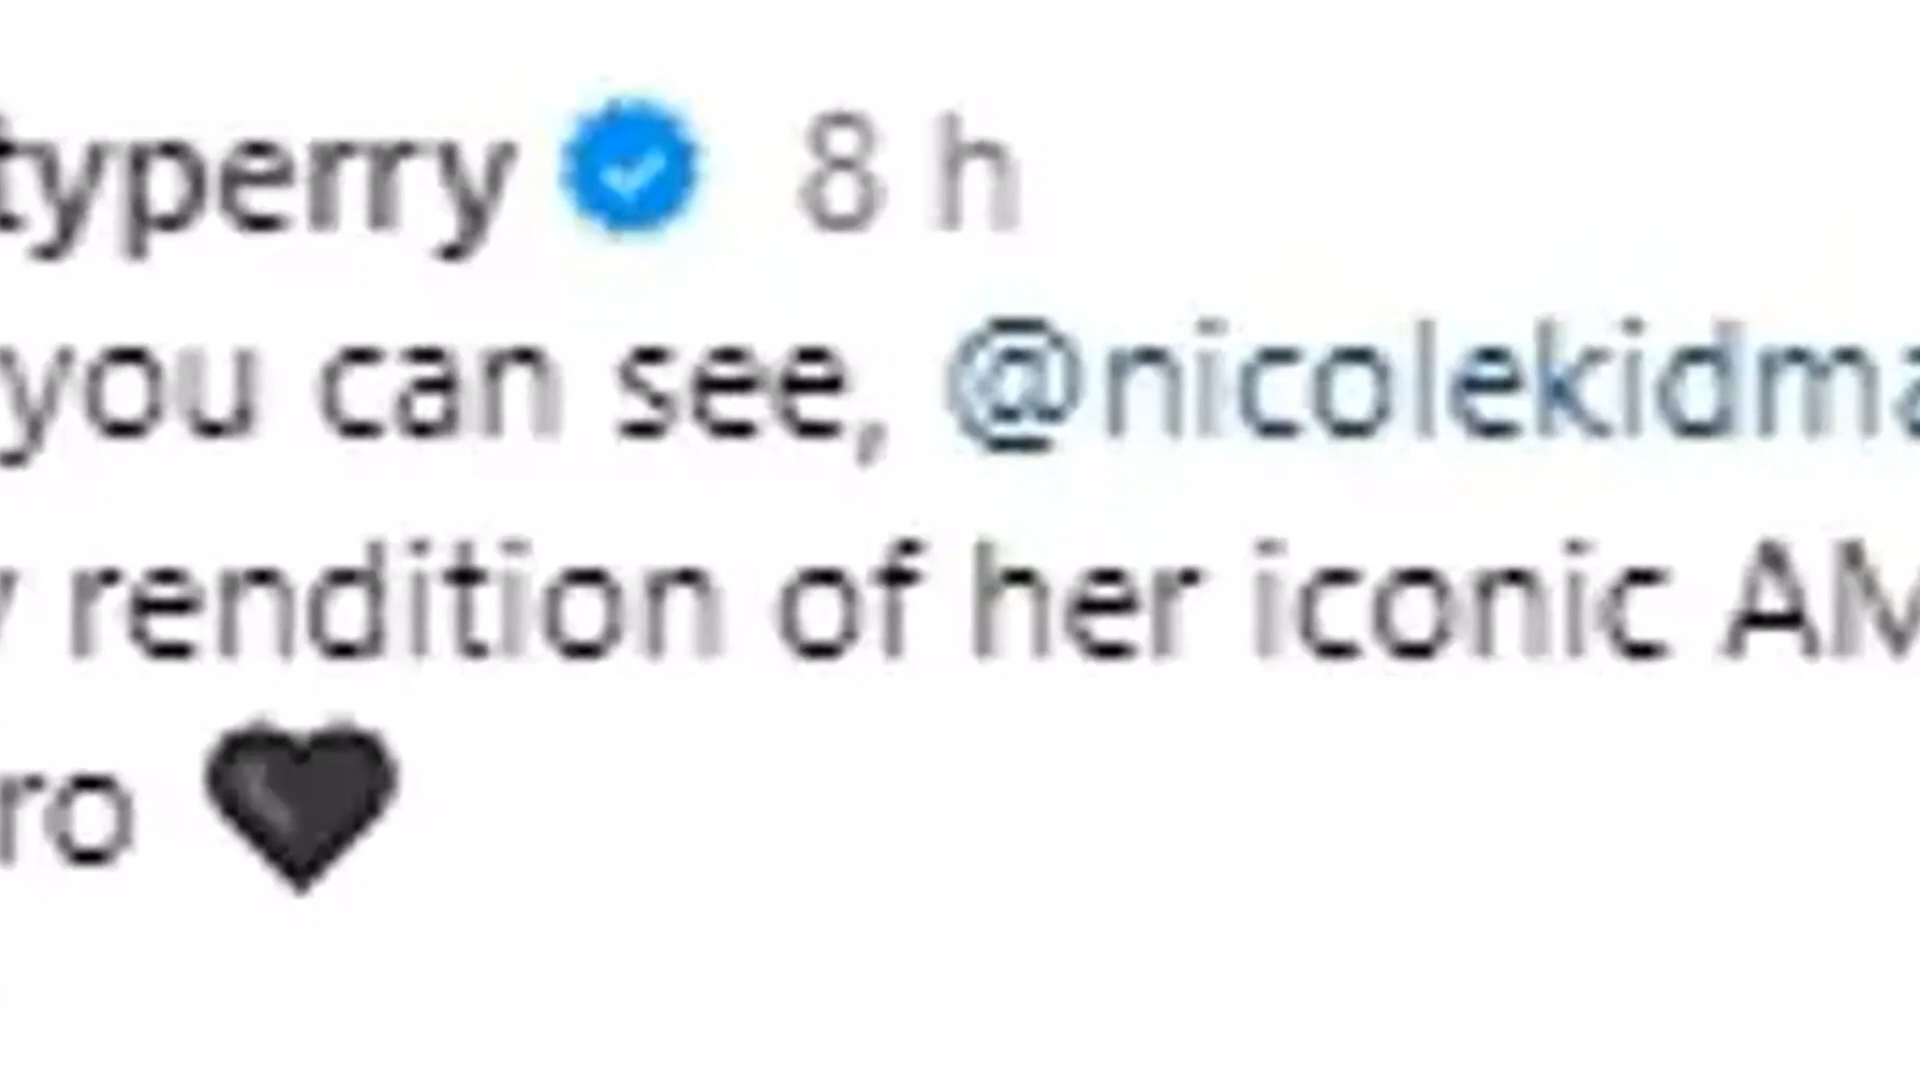 typerry 8 h
you can see, @nicolekidma
rendition of her iconic AM
ro 🖤